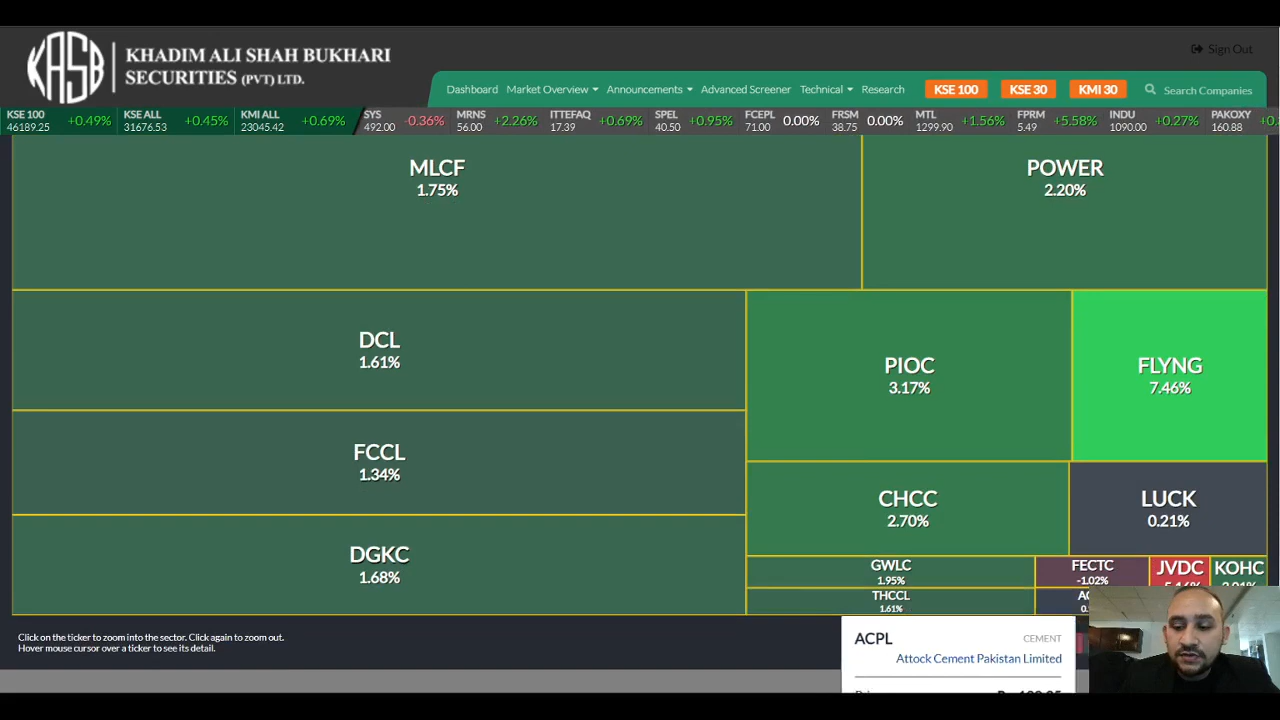 KASB
KHADIM ALI SHAH BUKHARI
SECURITIES (PVT) LTD.
Sign Out
Dashboard Market Overview Announcements Advanced Screener Technical Research KSE 100 KSE 30 KMI 30 Search Companies
KSE 100 46189.25 +0.49% KSE ALL 31676.53 +0.45% KMI ALL 23045.42 +0.69% SYS 492.00 -0.36% MRNS 56.00 +2.26% ITTEFAQ 17.39 +0.69% SPEL 40.50 +0.95% FCEPL 71.00 0.00% FRSM 38.75 0.00% MTL 1299.90 +1.56% FPRM 5.49 +5.58% INDU 1090.00 +0.27% PAKOXY 160.88
MLCF
1.75%
POWER
2.20%
DCL
1.61%
PIOC
3.17%
FLYNG
7.46%
FCCL
1.34%
CHCC
2.70%
LUCK
0.21%
DGKC
1.68%
GWLC
1.95%
FECTC
-1.02%
JVDC
KOHC
THCCL
1.61%
Click on the ticker to zoom into the sector. Click again to zoom out.
Hover mouse cursor over a ticker to see its detail.
ACPL CEMENT
Attock Cement Pakistan Limited